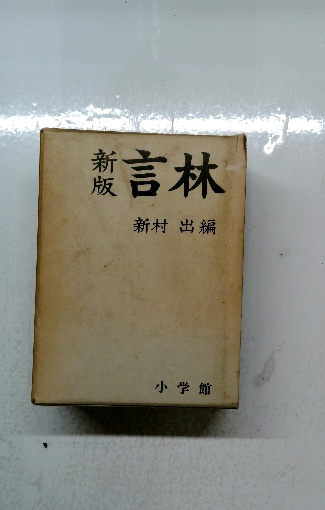 新版 言林
新村 出 編
小学館